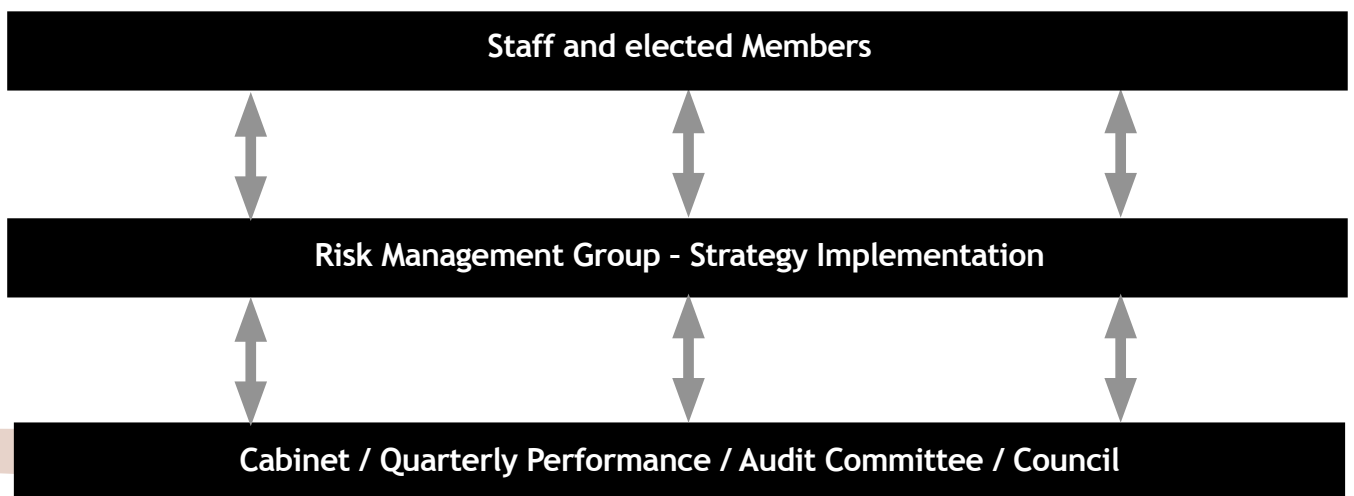 Staff and elected Members
Risk Management Group – Strategy Implementation
Cabinet / Quarterly Performance / Audit Committee / Council